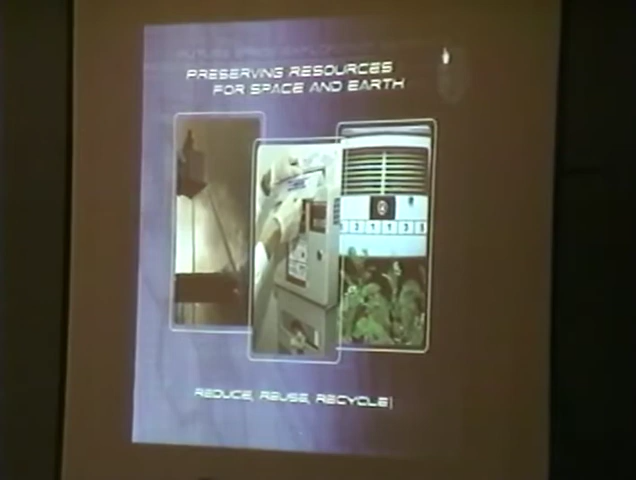 PRESERVING RESOURCES
FOR SPACE AND EARTH
REDUCE, REUSE, RECYCLE